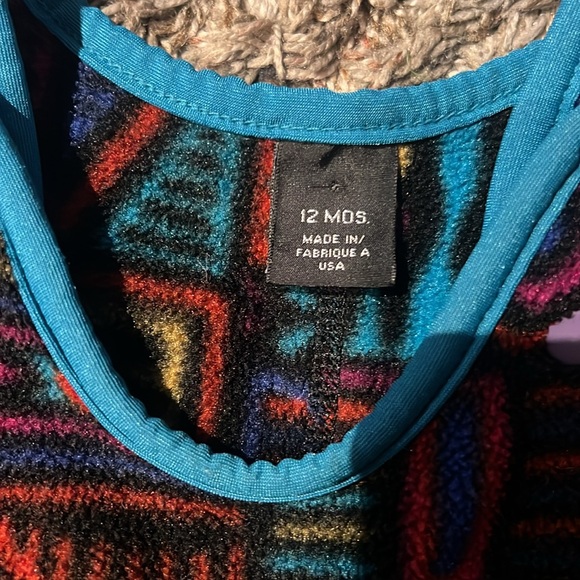 12 MOS.
MADE IN/
FABRIQUE A
USA